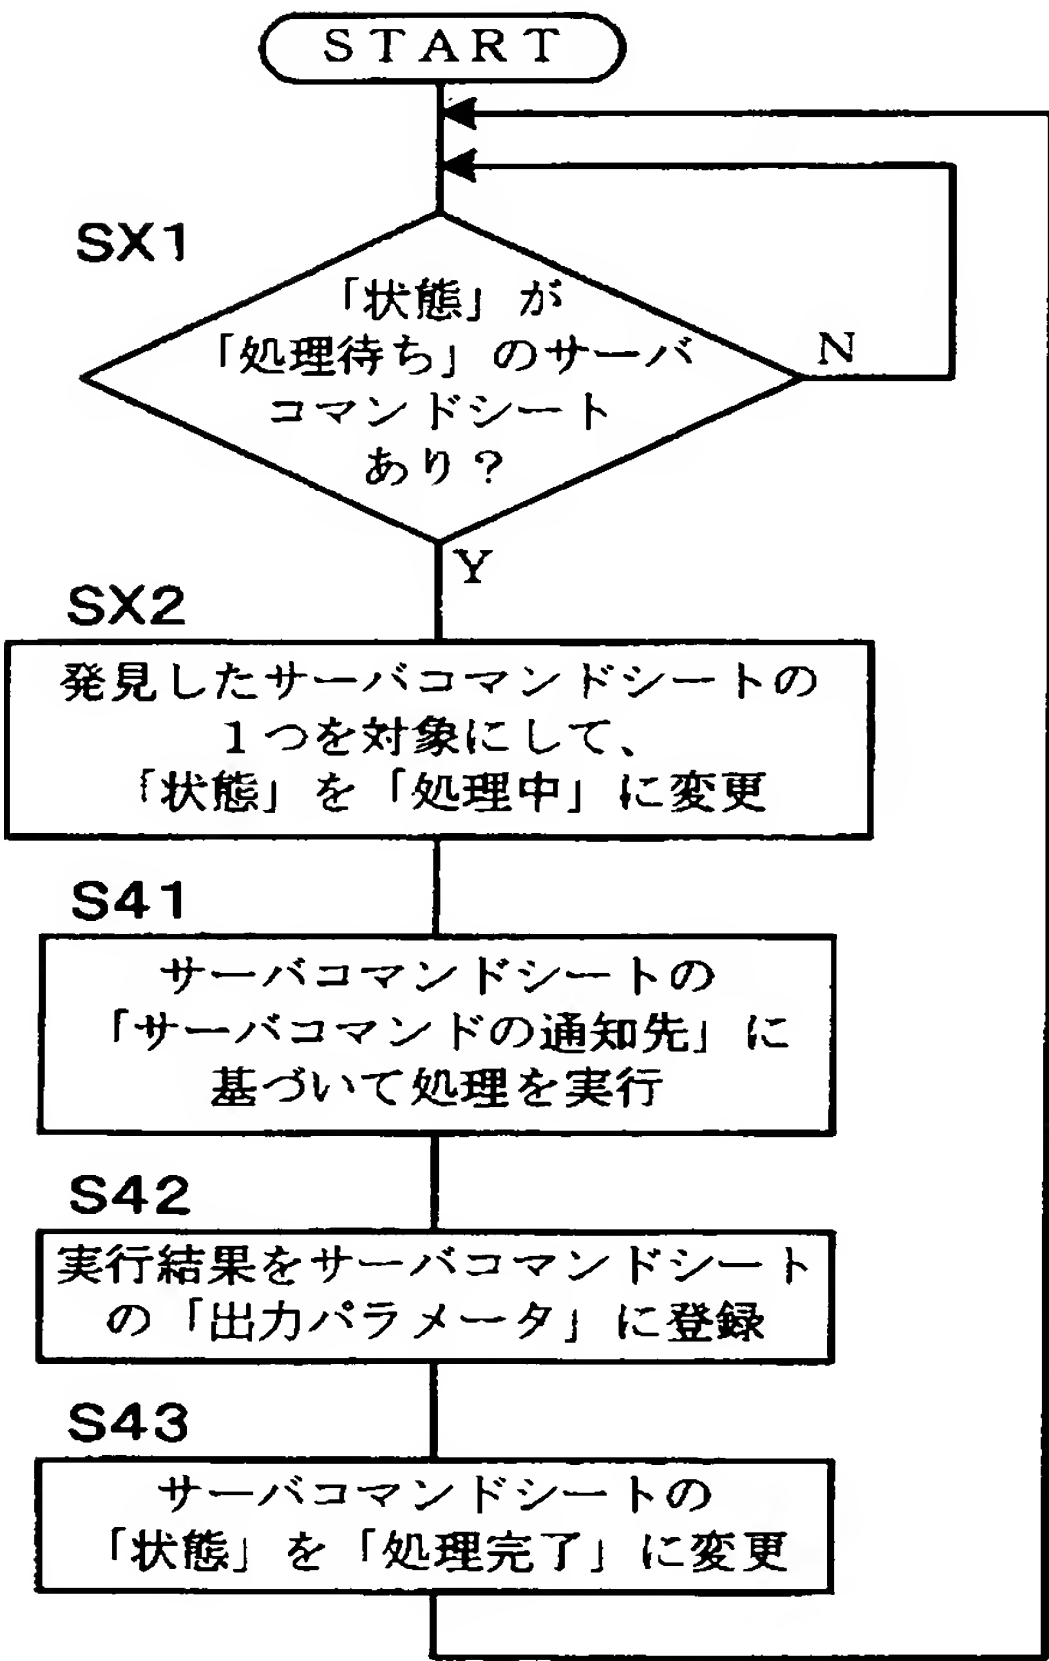 START
SX1
「状態」が
「処理待ち」のサーバ
コマンドシート
あり?
N
Y
SX2
発見したサーバコマンドシートの
1つを対象にして、
「状態」を「処理中」に変更
S41
サーバコマンドシートの
「サーバコマンドの通知先」に
基づいて処理を実行
S42
実行結果をサーバコマンドシート
の「出力パラメータ」に登録
S43
サーバコマンドシートの
「状態」を「処理完了」に変更